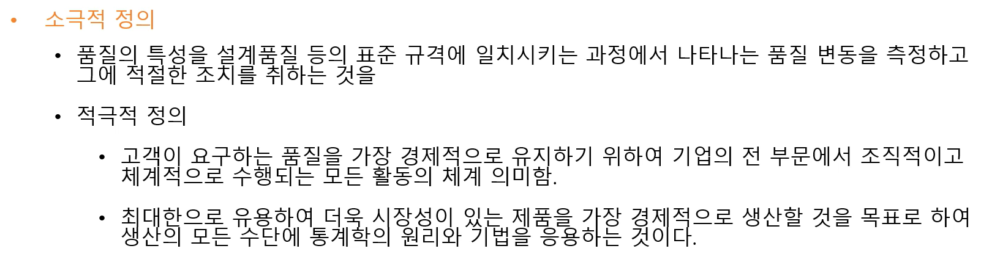 • 소극적 정의
• 품질의 특성을 설계품질 등의 표준 규격에 일치시키는 과정에서 나타나는 품질 변동을 측정하고
그에 적절한 조치를 취하는 것을
• 적극적 정의
• 고객이 요구하는 품질을 가장 경제적으로 유지하기 위하여 기업의 전 부문에서 조직적이고
체계적으로 수행되는 모든 활동의 체계 의미함.
• 최대한으로 유용하여 더욱 시장성이 있는 제품을 가장 경제적으로 생산할 것을 목표로 하여
생산의 모든 수단에 통계학의 원리와 기법을 응용하는 것이다.